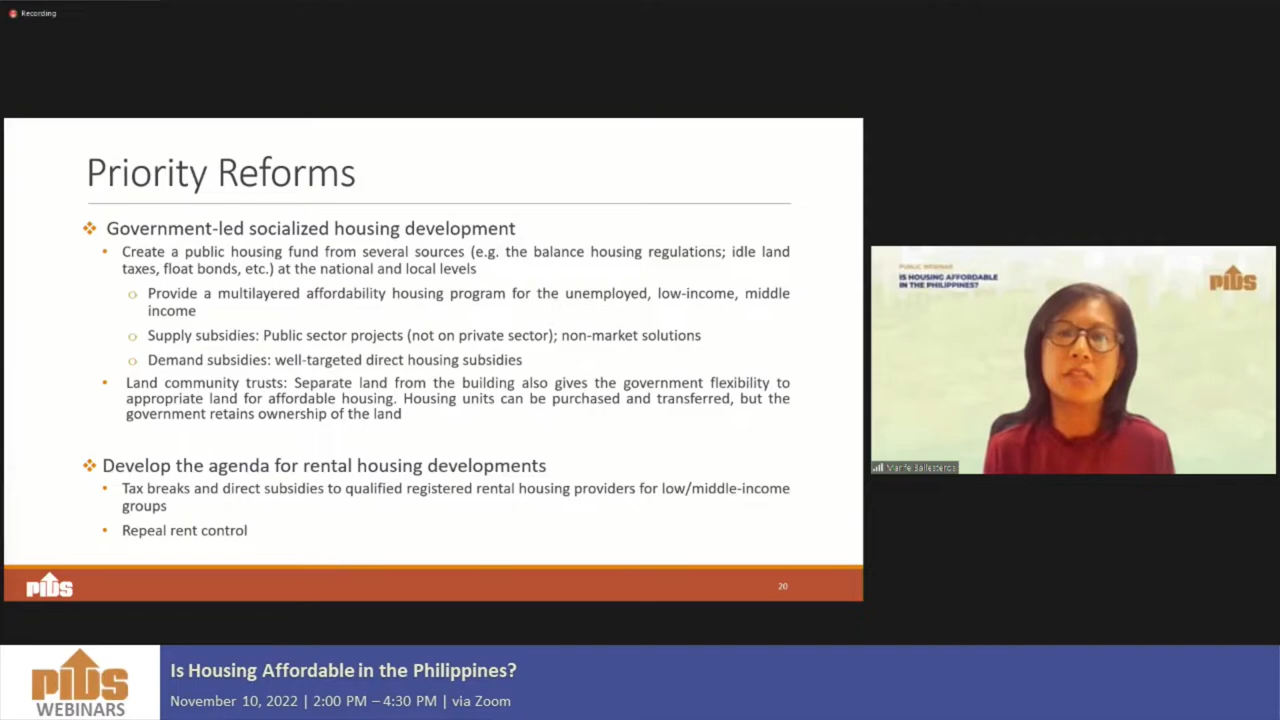 Recording
Priority Reforms
Government-led socialized housing development
• Create a public housing fund from several sources (e.g. the balance housing regulations; idle land
taxes, float bonds, etc.) at the national and local levels
o Provide a multilayered affordability housing program for the unemployed, low-income, middle
income
o Supply subsidies: Public sector projects (not on private sector); non-market solutions
o Demand subsidies: well-targeted direct housing subsidies
• Land community trusts: Separate land from the building also gives the government flexibility to
appropriate land for affordable housing. Housing units can be purchased and transferred, but the
government retains ownership of the land
Develop the agenda for rental housing developments
• Tax breaks and direct subsidies to qualified registered rental housing providers for low/middle-income
groups
• Repeal rent control
PIDS
20
PUBLIC WEBINAR
IS HOUSING AFFORDABLE
IN THE PHILIPPINES?
PIDS
Marife Ballesteros
PIDS
WEBINARS
Is Housing Affordable in the Philippines?
November 10, 2022 | 2:00 PM – 4:30 PM | via Zoom